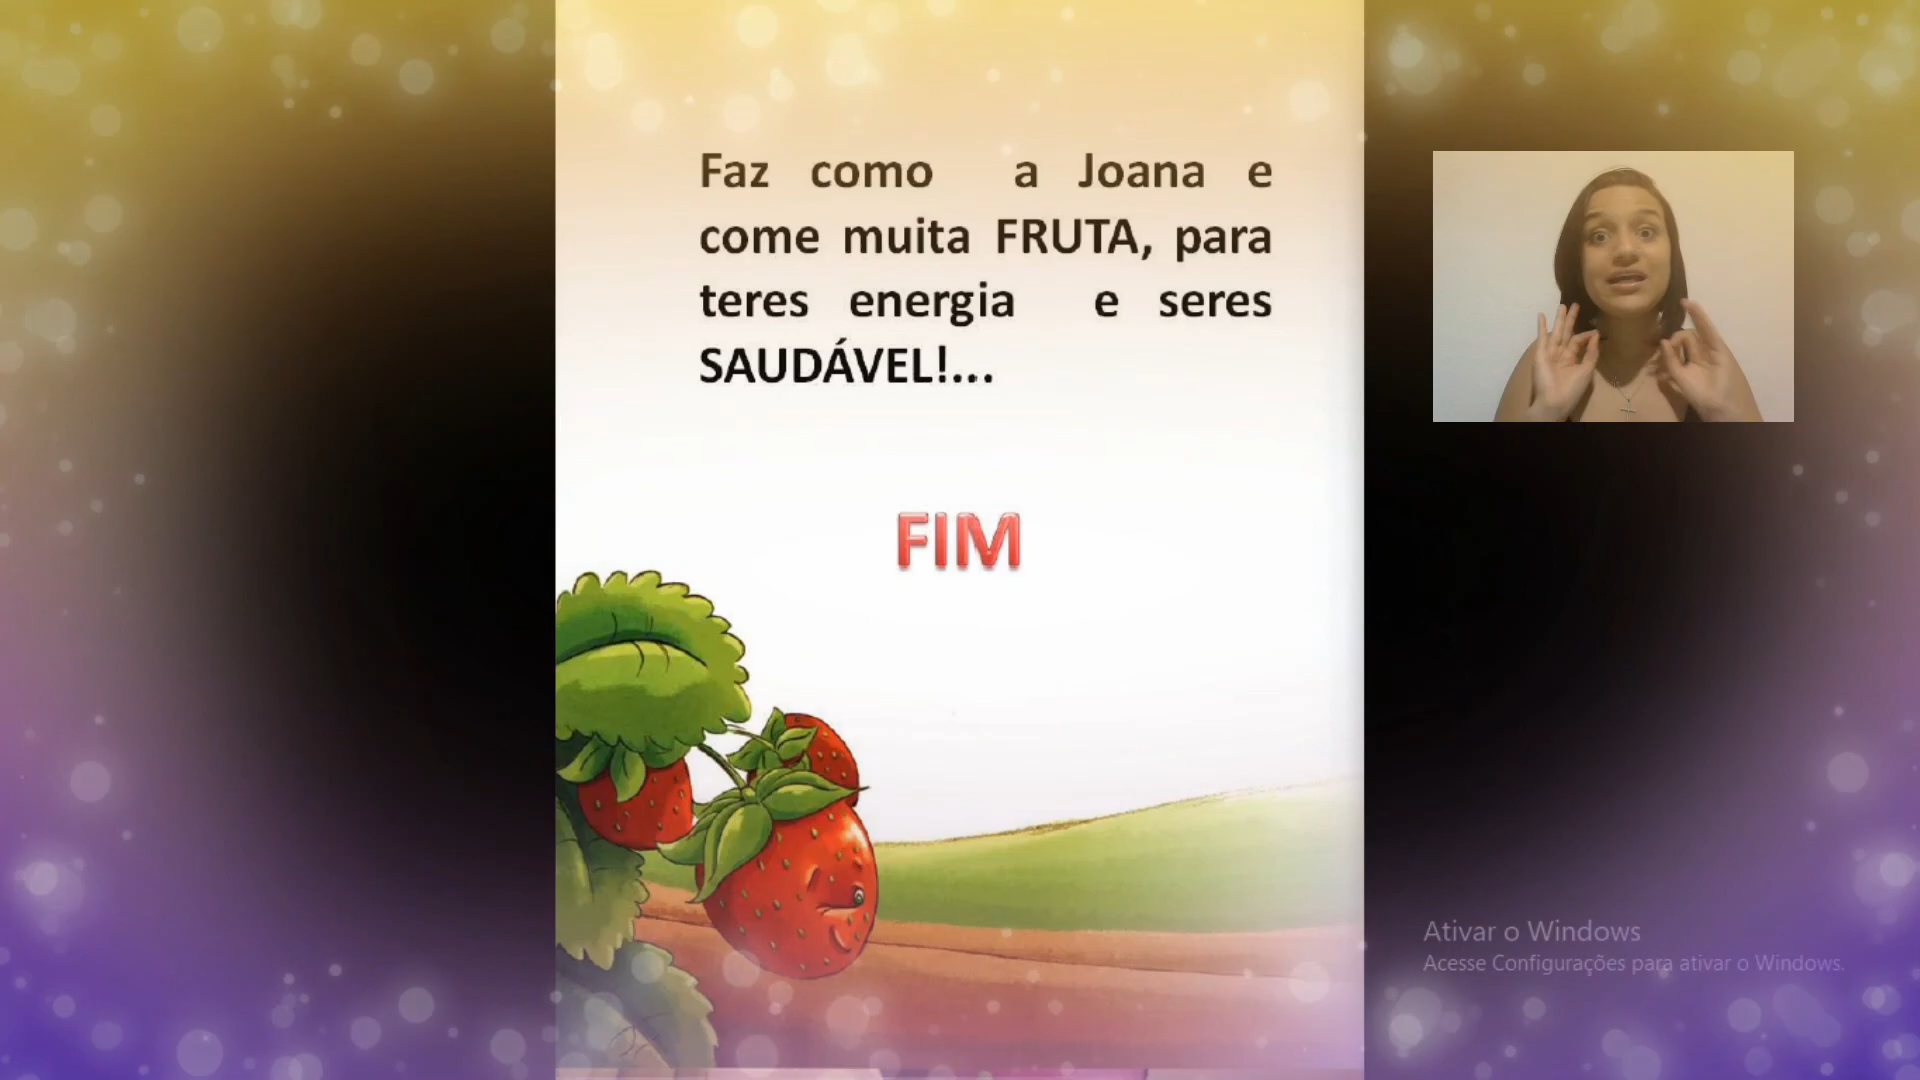 Faz como a Joana e
come muita FRUTA, para
teres energia e seres
SAUDÁVEL!...
FIM
Ativar o Windows
Acesse Configurações para ativar o Windows.